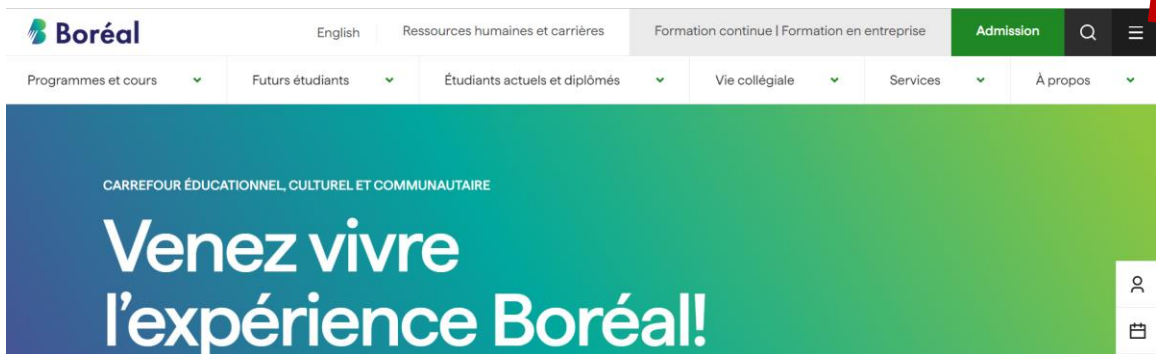 Boréal
English
Ressources humaines et carrières
Formation continue | Formation en entreprise
Admission
Programmes et cours
Futurs étudiants
Étudiants actuels et diplômés
Vie collégiale
Services
À propos
CARREFOUR ÉDUCATIONNEL, CULTUREL ET COMMUNAUTAIRE
Venez vivre
l'expérience Boréal!